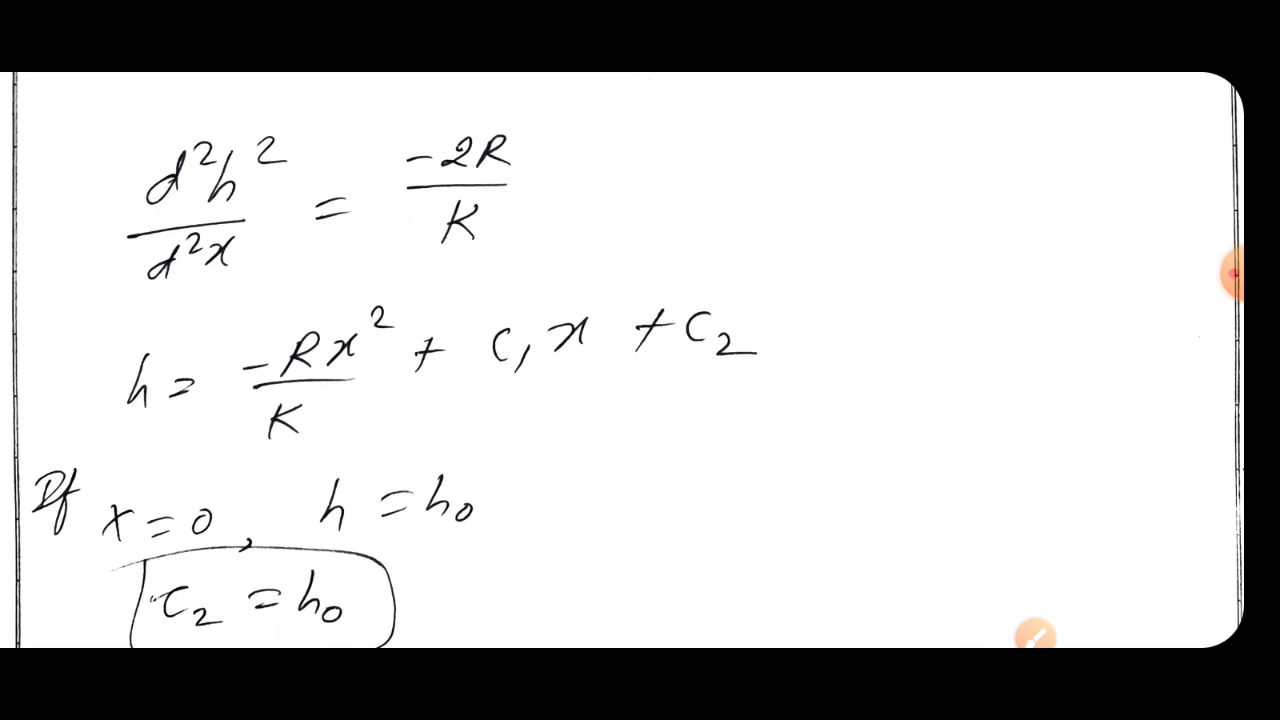 d²h² / d²x = -2R / K
h = -Rx² / K + C₁x + C₂
If x = 0, h = h₀
C₂ = h₀